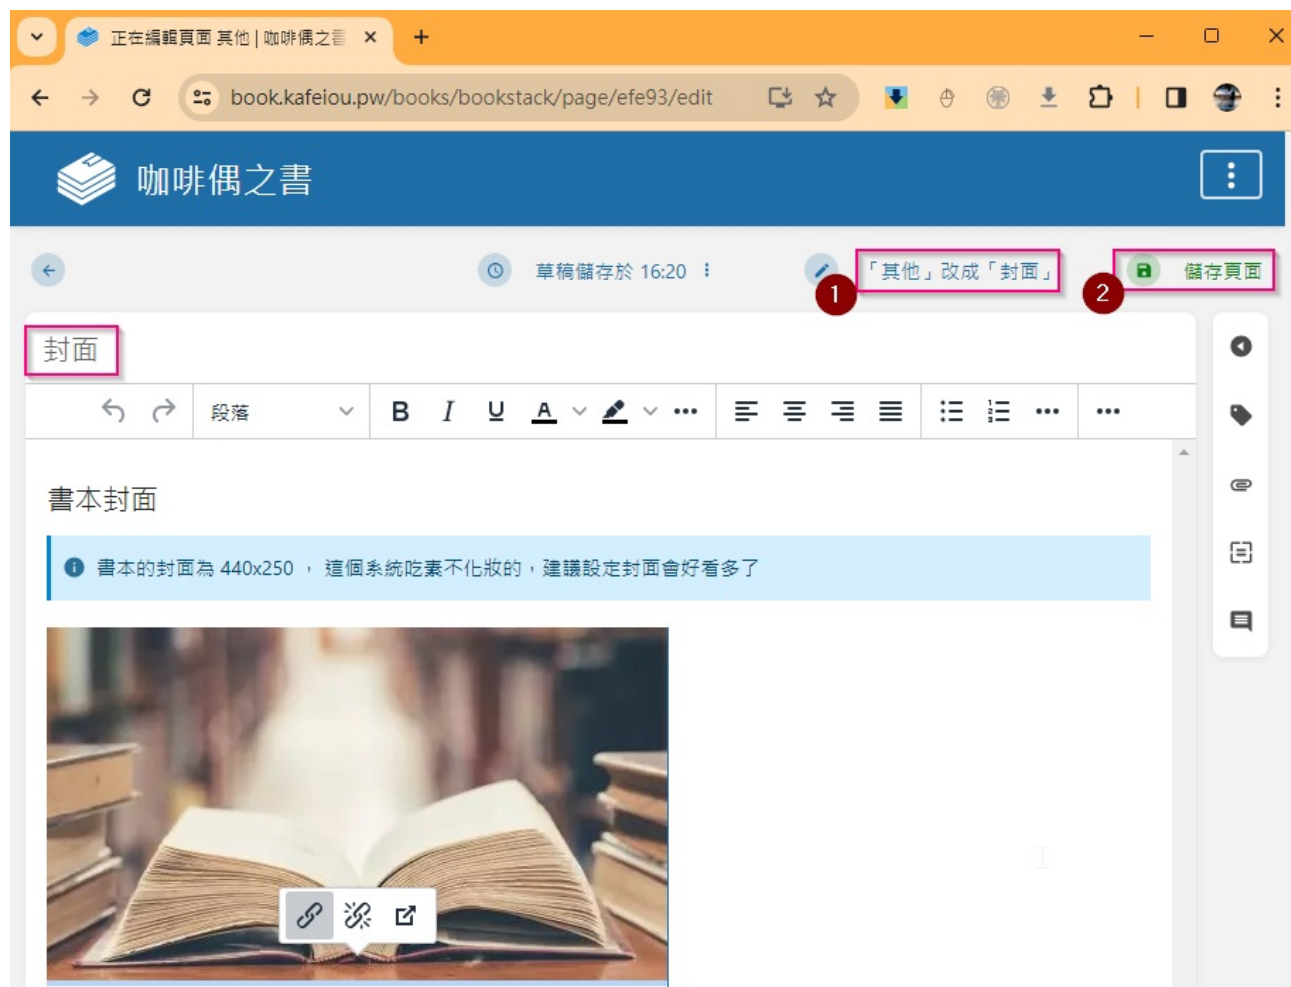 正在編輯頁面 其他 | 咖啡偶之書
book.kafeiou.pw/books/bookstack/page/efe93/edit
咖啡偶之書
草稿儲存於 16:20
「其他」改成「封面」
儲存頁面
1
2
封面
段落
B I U A
書本封面
書本的封面為 440x250 ， 這個系統吃素不化妝的，建議設定封面會好看多了